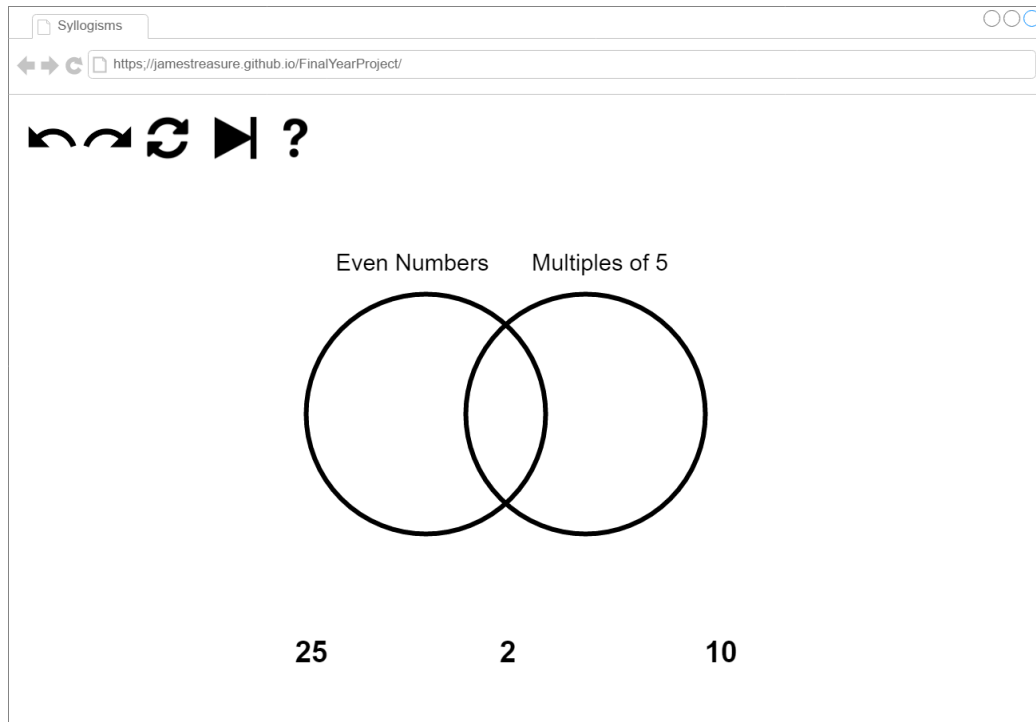 Syllogisms
https;//jamestreasure.github.io/FinalYearProject/
?
Even Numbers Multiples of 5
25 2 10